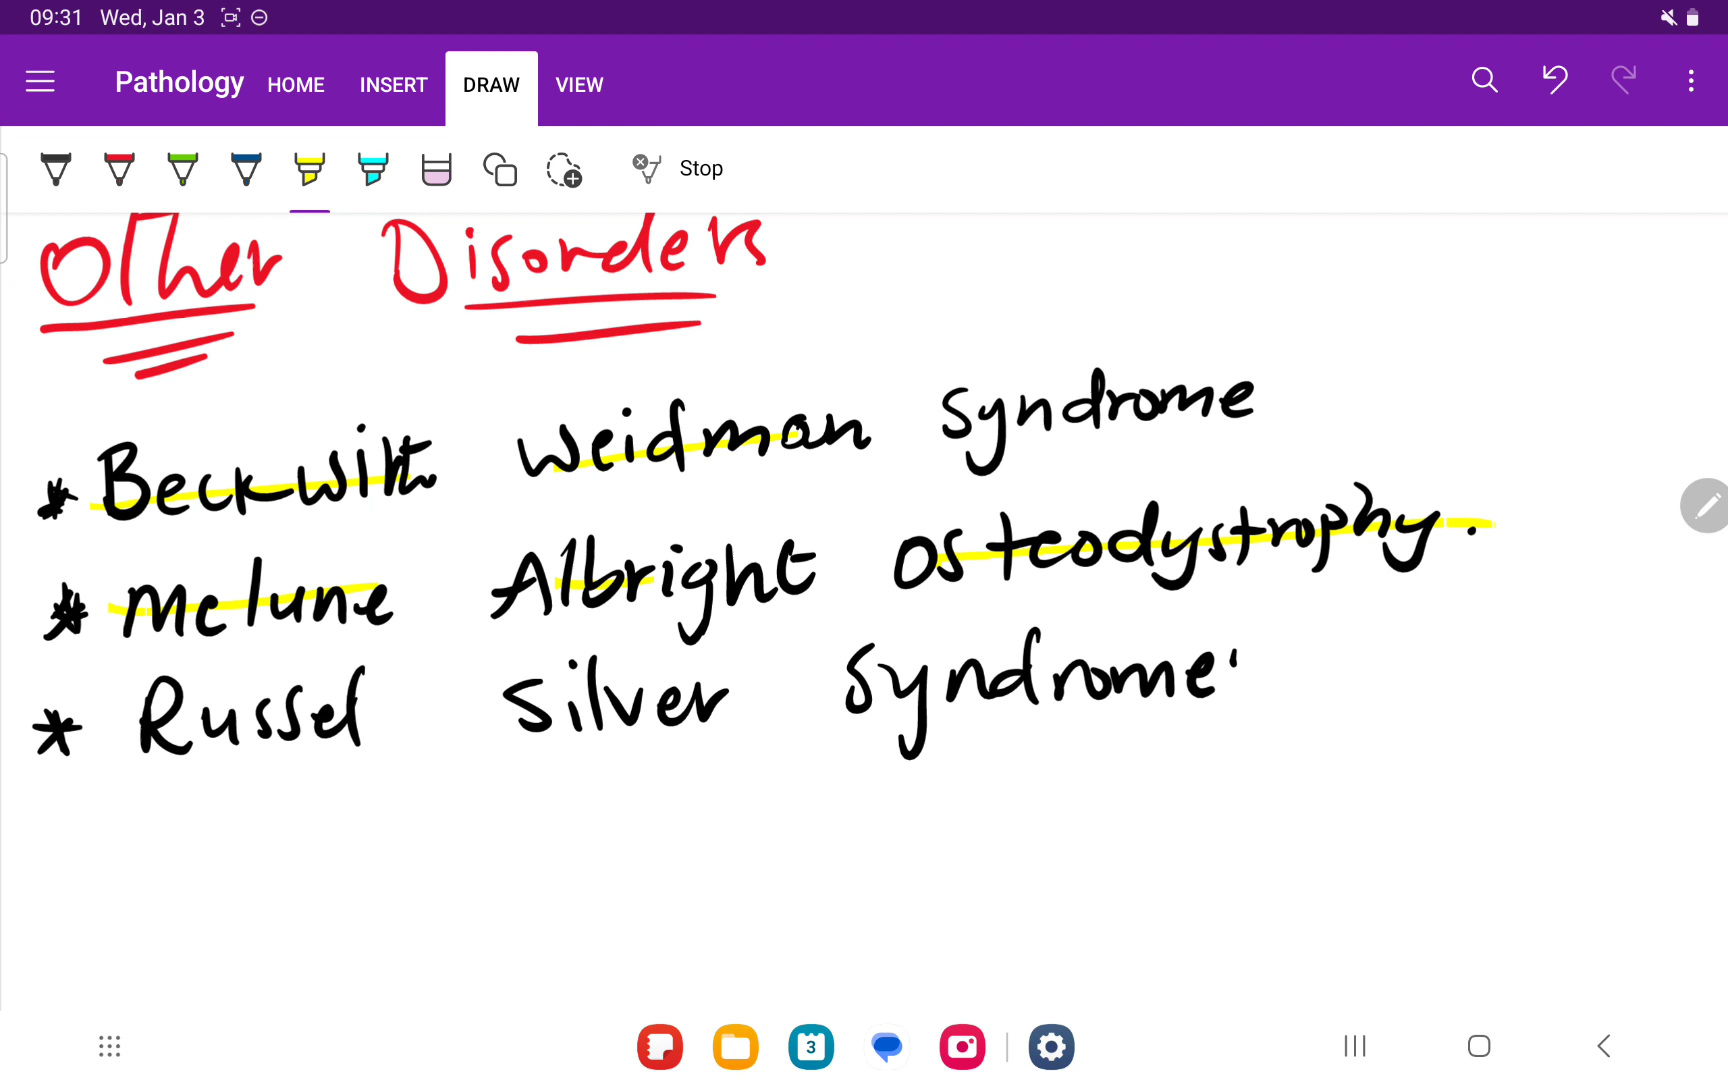 09:31 Wed, Jan 3
Pathology HOME INSERT DRAW VIEW
Stop
Other Disorders
* Beckwith weidman syndrome
* Mclune Albright osteodystrophy.
* Russel silver syndrome
3